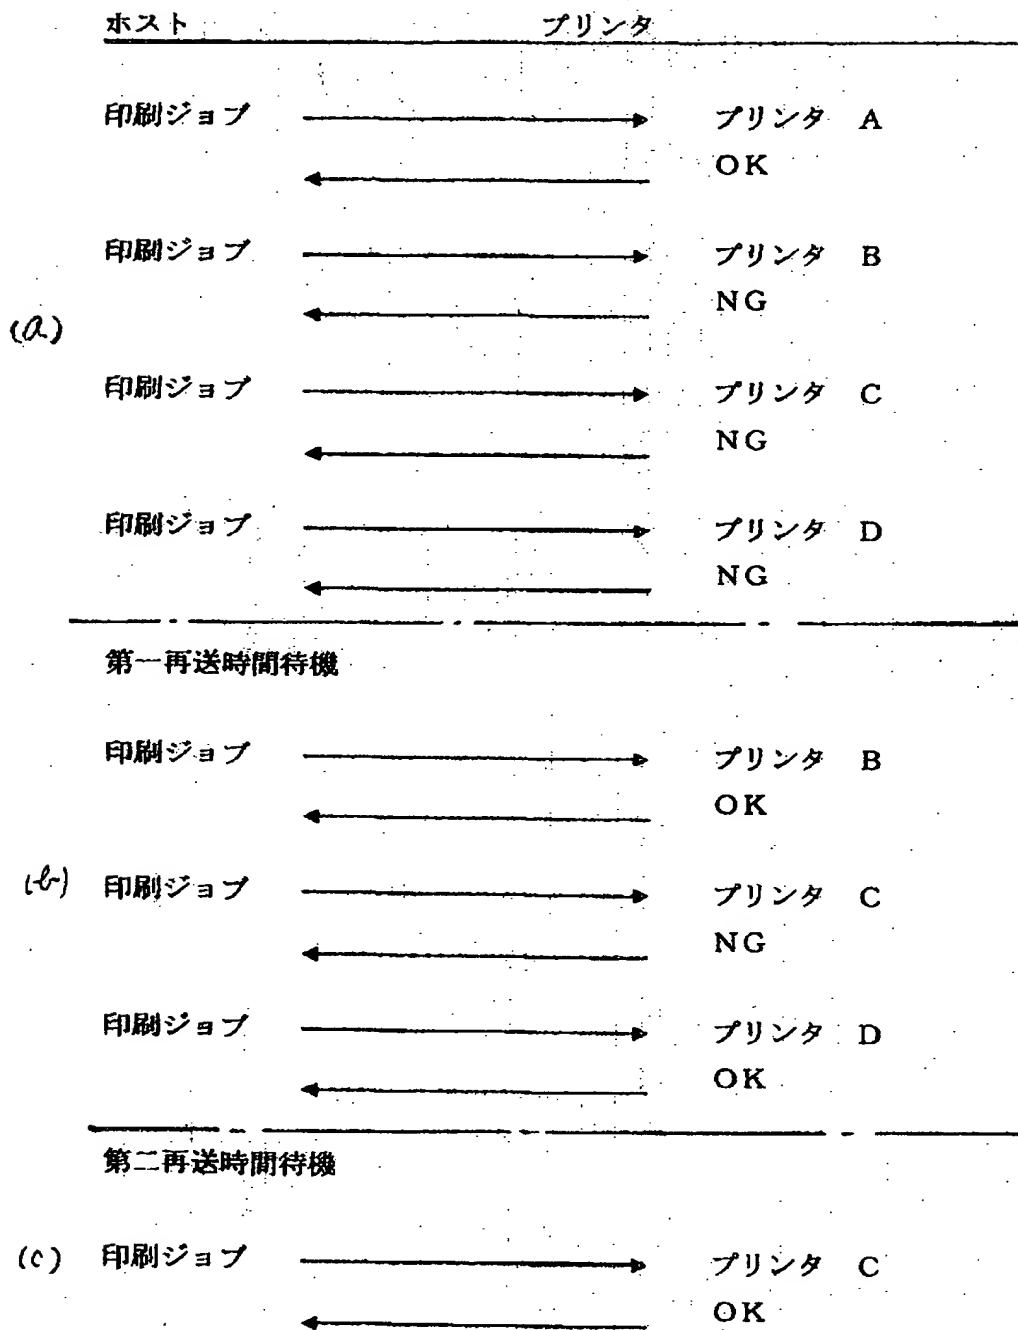 ホスト プリンタ
印刷ジョブ プリンタ A
OK
印刷ジョブ プリンタ B
NG
(a)
印刷ジョブ プリンタ C
NG
印刷ジョブ プリンタ D
NG
第一再送時間待機
印刷ジョブ プリンタ B
OK
(b) 印刷ジョブ プリンタ C
NG
印刷ジョブ プリンタ D
OK
第二再送時間待機
(c) 印刷ジョブ プリンタ C
OK